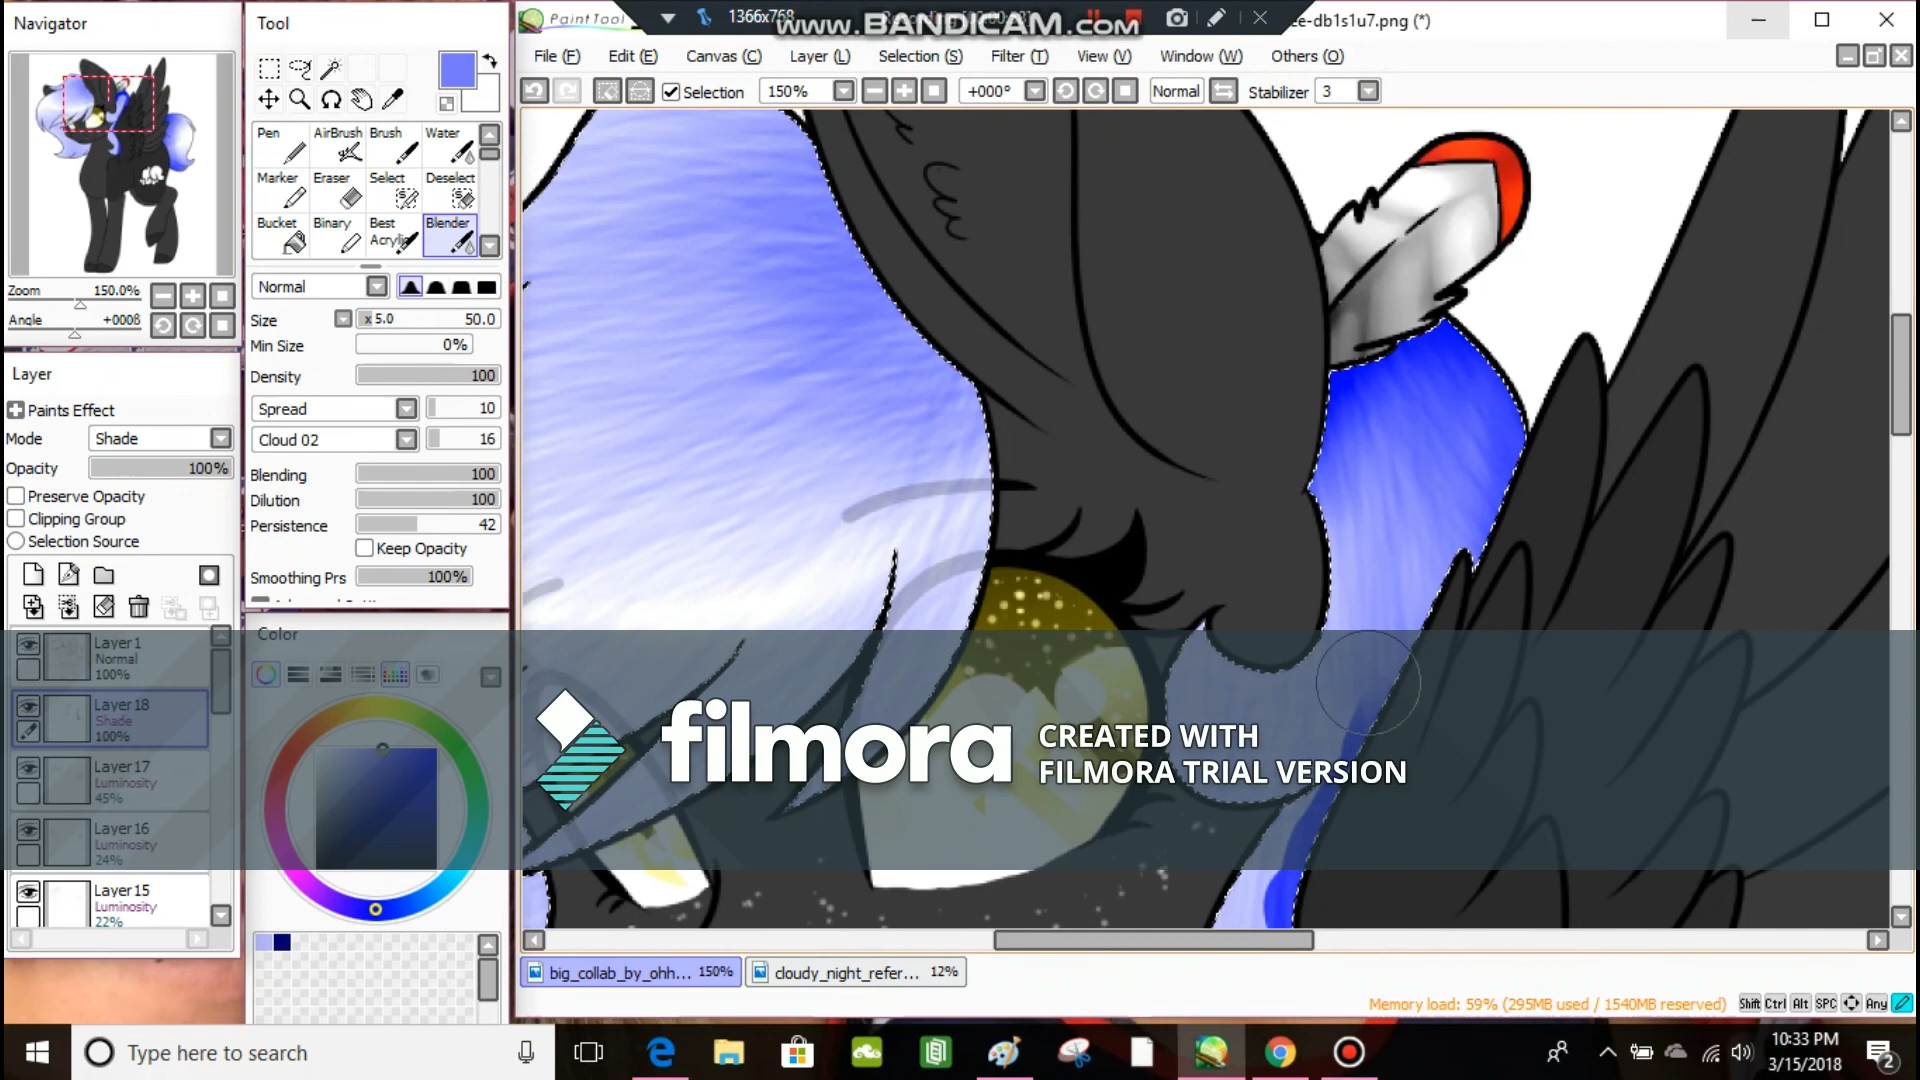 Navigator
Zoom 150.0%
Angle +000ß
Layer
Paints Effect
Mode Shade
Opacity 100%
Preserve Opacity
Clipping Group
Selection Source
Layer1
Normal
100%
Layer18
Shade
100%
Layer17
Luminosity
45%
Layer16
Luminosity
24%
Layer15
Luminosity
22%
Tool
Pen AirBrush Brush Water
Marker Eraser Select Deselect
Bucket Binary Best Acrylic Blender
Normal
Size x5.0 50.0
Min Size 0%
Density 100
Spread 10
Cloud 02 16
Blending 100
Dilution 100
Persistence 42
Keep Opacity
Smoothing Prs 100%
Color
PaintTool
1366x768
www.BANDICAM.com
ee-db1s1u7.png (*)
File (F) Edit (E) Canvas (C) Layer (L) Selection (S) Filter (T) View (V) Window (W) Others (O)
Selection 150% +000° Normal Stabilizer 3
filmora
CREATED WITH
FILMORA TRIAL VERSION
big_collab_by_ohh... 150% cloudy_night_refer... 12%
Memory load: 59% (295MB used / 1540MB reserved) Shift Ctrl Alt SPC Any
Type here to search
10:33 PM
3/15/2018
2